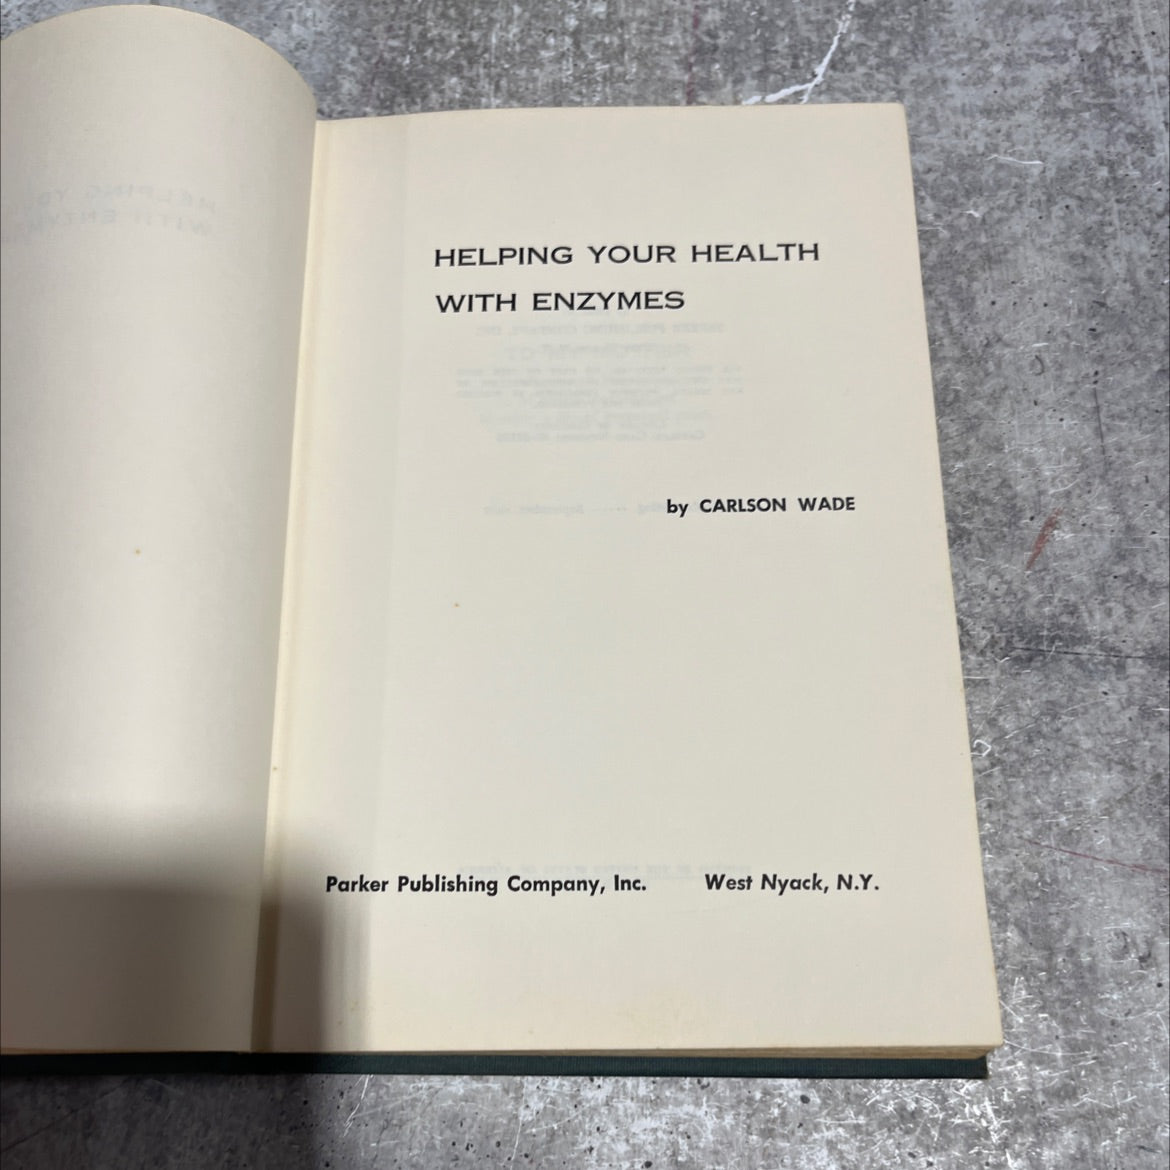 HELPING YOUR HEALTH
WITH ENZYMES
by CARLSON WADE
Parker Publishing Company, Inc. West Nyack, N.Y.